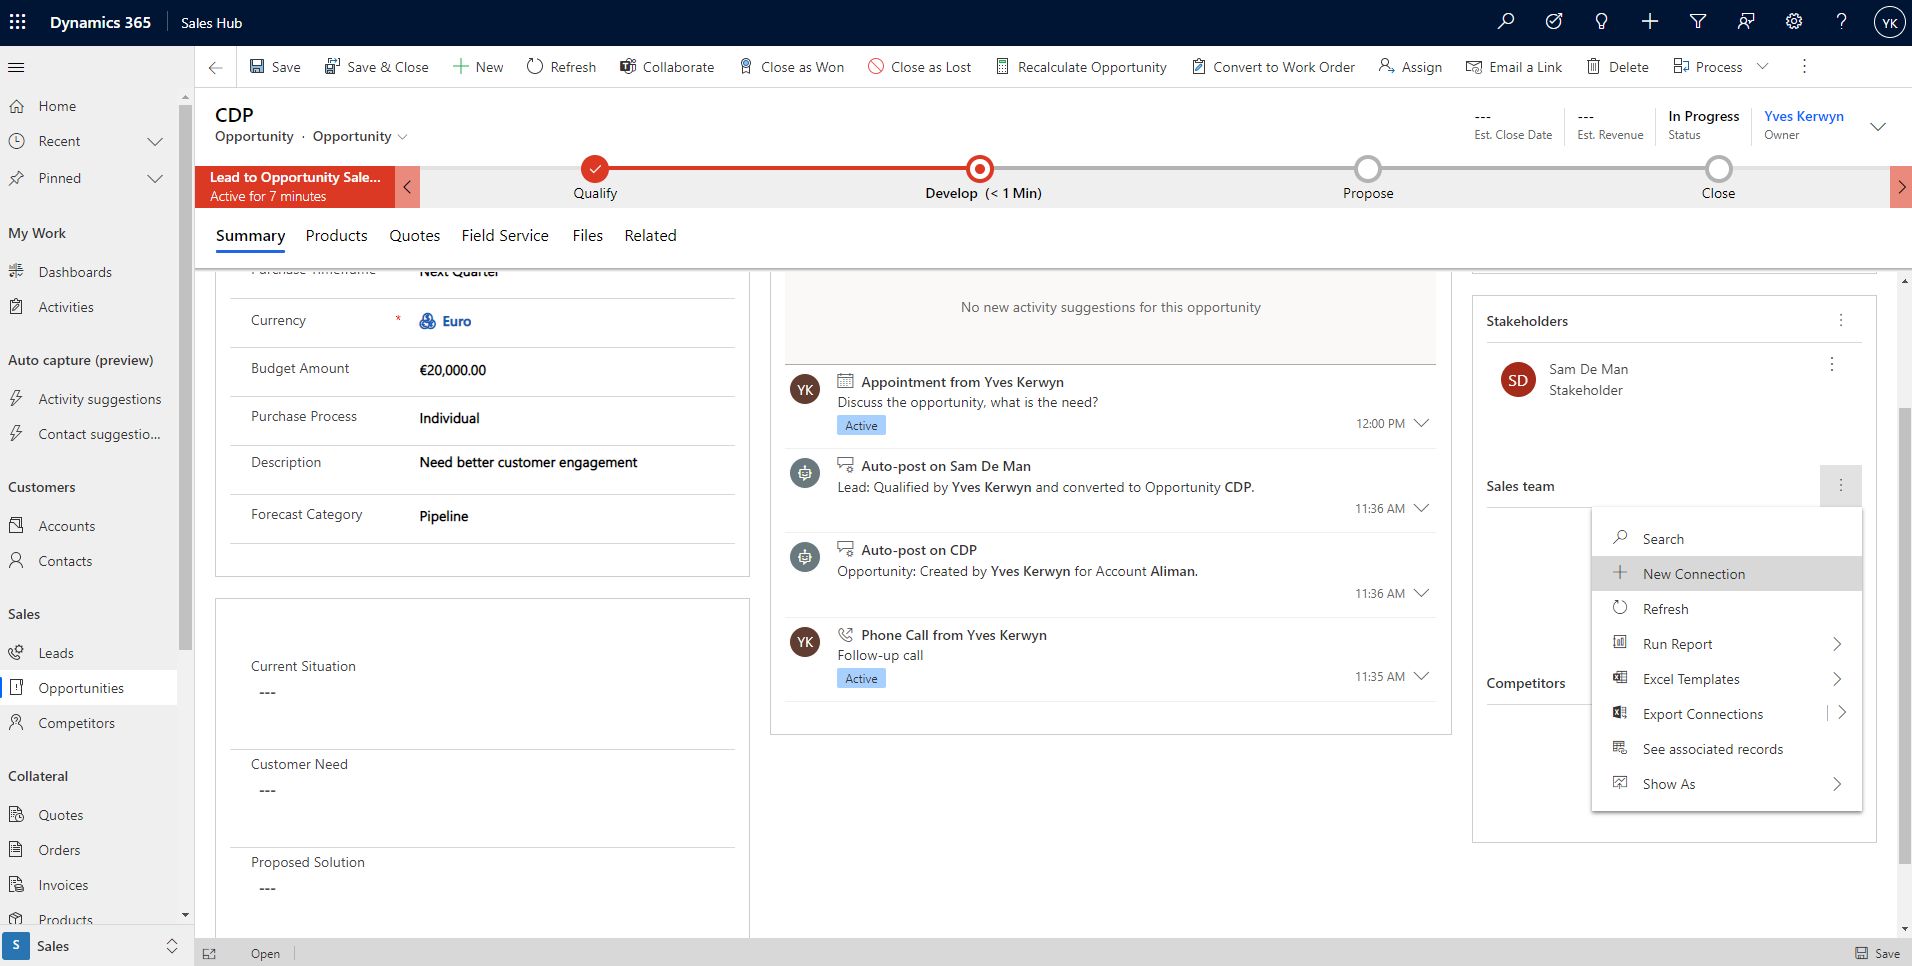 Dynamics 365
Sales Hub
YK
Home
Recent
Pinned
My Work
Dashboards
Activities
Auto capture (preview)
Activity suggestions
Contact suggestio...
Customers
Accounts
Contacts
Sales
Leads
Opportunities
Competitors
Collateral
Quotes
Orders
Invoices
Products
S Sales
Save
Save & Close
New
Refresh
Collaborate
Close as Won
Close as Lost
Recalculate Opportunity
Convert to Work Order
Assign
Email a Link
Delete
Process
CDP
Opportunity · Opportunity
---
Est. Close Date
---
Est. Revenue
In Progress
Status
Yves Kerwyn
Owner
Lead to Opportunity Sale...
Active for 7 minutes
Qualify
Develop (< 1 Min)
Propose
Close
Summary
Products
Quotes
Field Service
Files
Related
Purchase Timeframe Next Quarter
Currency * Euro
Budget Amount €20,000.00
Purchase Process Individual
Description Need better customer engagement
Forecast Category Pipeline
Current Situation
---
Customer Need
---
Proposed Solution
---
No new activity suggestions for this opportunity
YK
Appointment from Yves Kerwyn
Discuss the opportunity, what is the need?
Active
12:00 PM
Auto-post on Sam De Man
Lead: Qualified by Yves Kerwyn and converted to Opportunity CDP.
11:36 AM
Auto-post on CDP
Opportunity: Created by Yves Kerwyn for Account Aliman.
11:36 AM
YK
Phone Call from Yves Kerwyn
Follow-up call
Active
11:35 AM
Stakeholders
SD
Sam De Man
Stakeholder
Sales team
Search
New Connection
Refresh
Run Report
Excel Templates
Export Connections
See associated records
Show As
Competitors
Open
Save